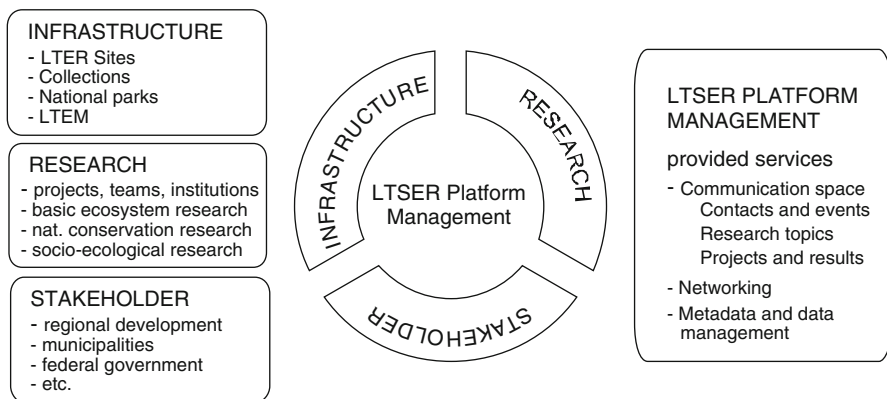 INFRASTRUCTURE
- LTER Sites
- Collections
- National parks
- LTEM
RESEARCH
- projects, teams, institutions
- basic ecosystem research
- nat. conservation research
- socio-ecological research
STAKEHOLDER
- regional development
- municipalities
- federal government
- etc.
INFRASTRUCTURE
RESEARCH
STAKEHOLDER
LTSER Platform
Management
LTSER PLATFORM
MANAGEMENT
provided services
- Communication space
Contacts and events
Research topics
Projects and results
- Networking
- Metadata and data
management